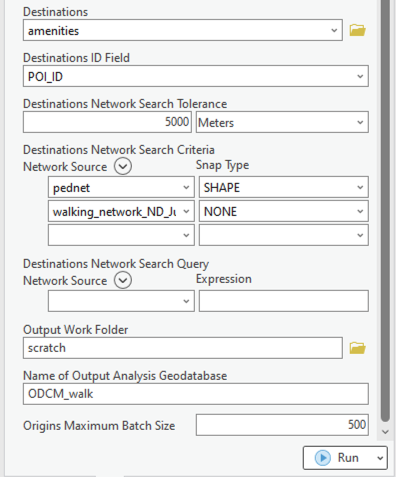 Destinations
amenities
Destinations ID Field
POI_ID
Destinations Network Search Tolerance
5000 Meters
Destinations Network Search Criteria
Network Source Snap Type
pednet SHAPE
walking_network_ND_Ju NONE
Destinations Network Search Query
Network Source Expression
Output Work Folder
scratch
Name of Output Analysis Geodatabase
ODCM_walk
Origins Maximum Batch Size 500
Run